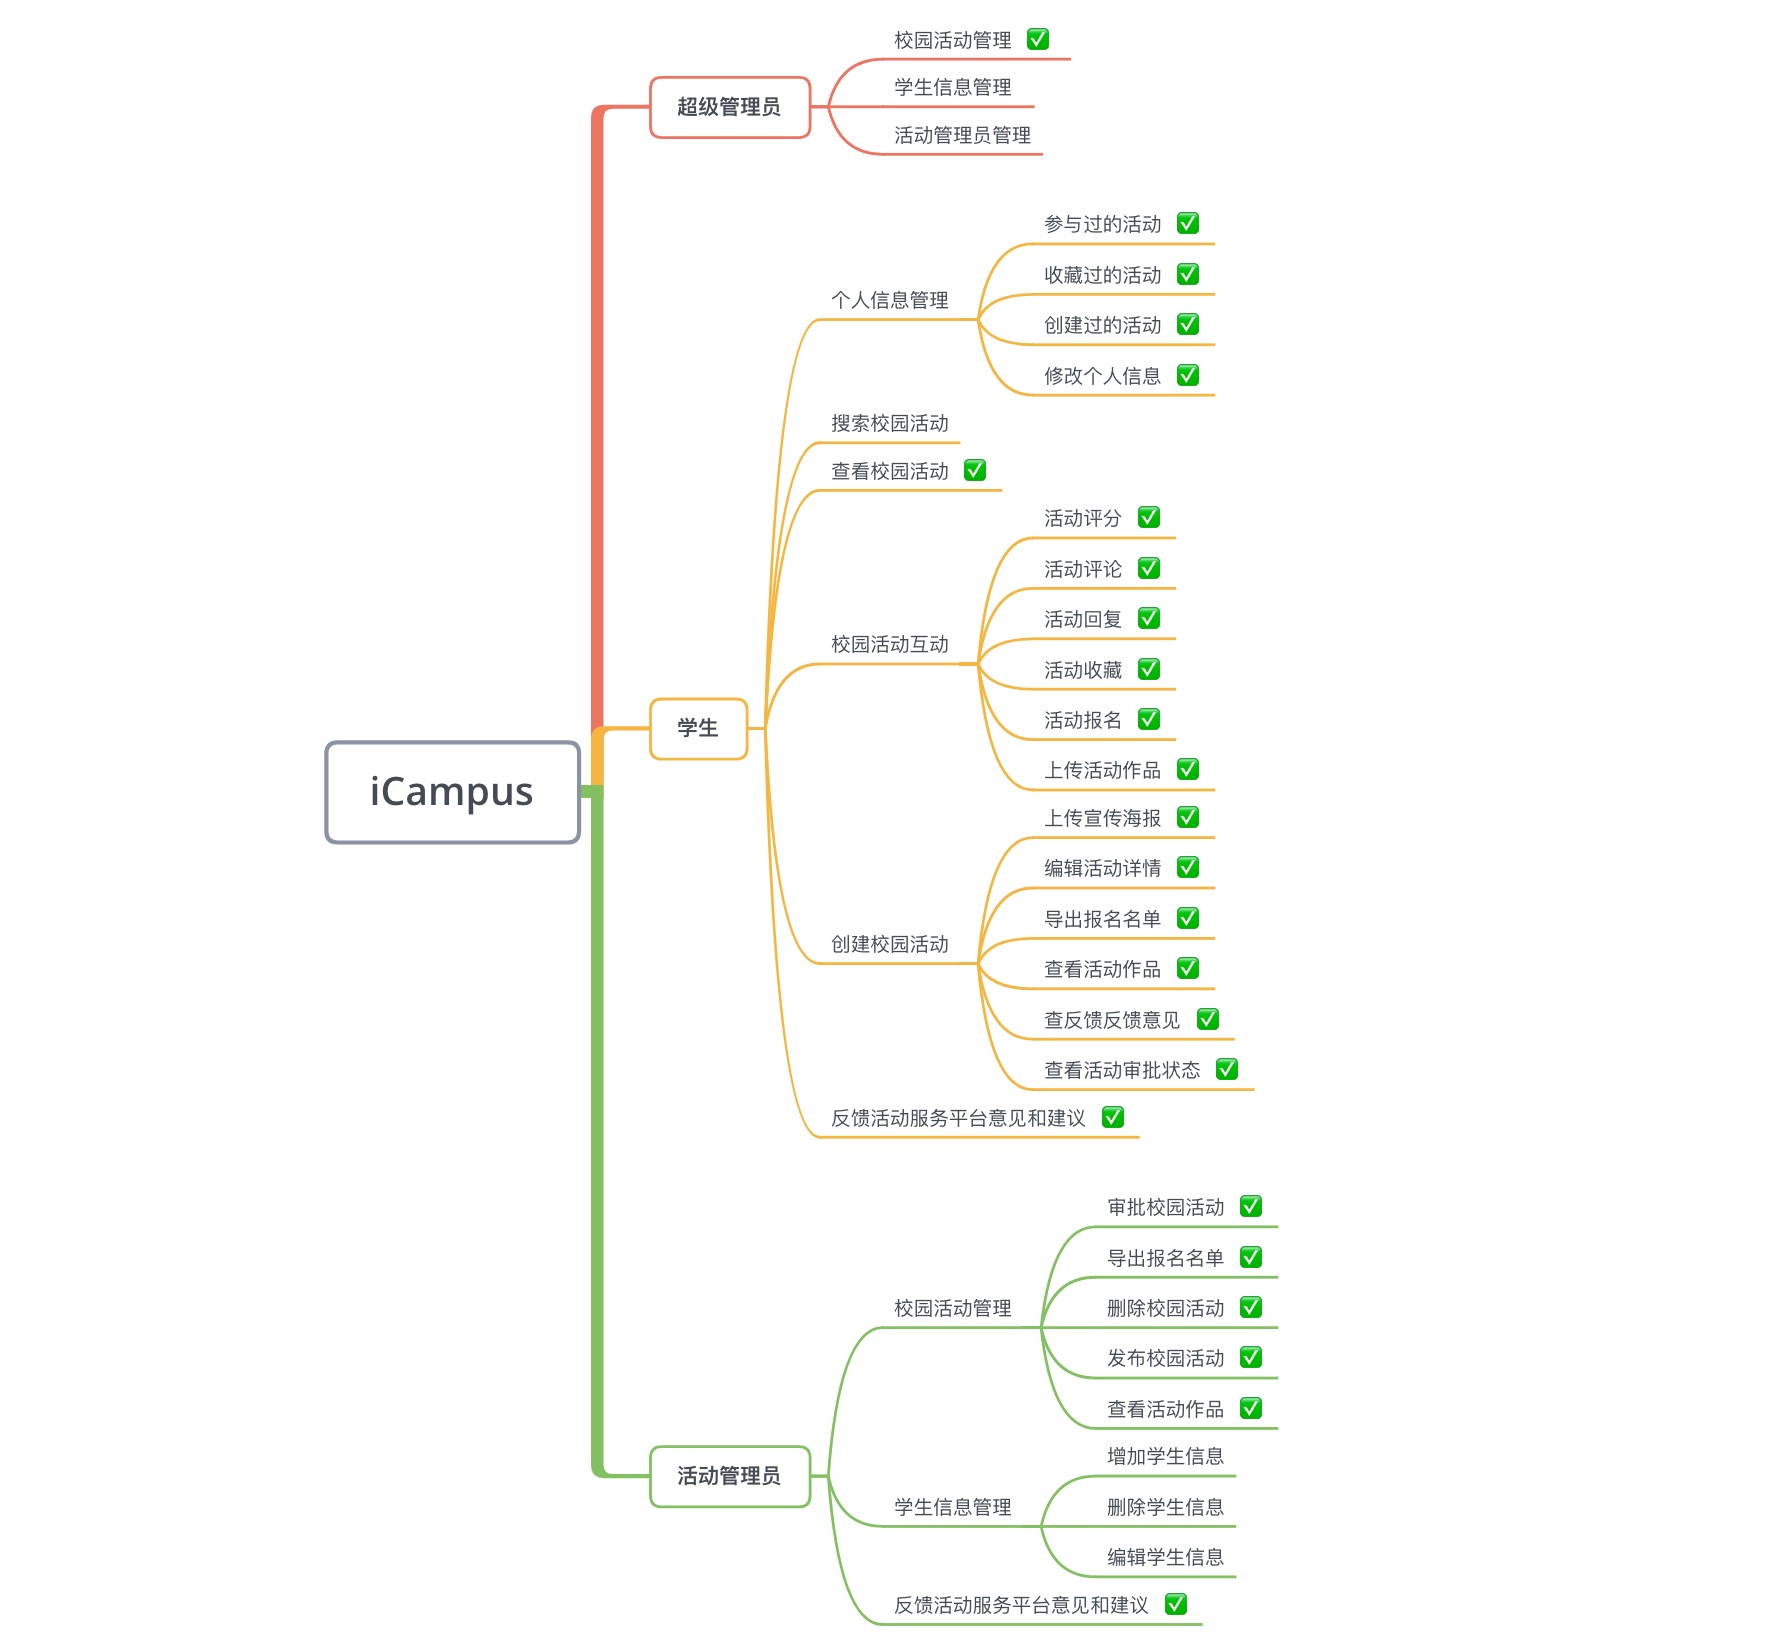 iCampus
超级管理员
校园活动管理 ✅
学生信息管理
活动管理员管理
学生
个人信息管理
参与过的活动 ✅
收藏过的活动 ✅
创建过的活动 ✅
修改个人信息 ✅
搜索校园活动
查看校园活动 ✅
校园活动互动
活动评分 ✅
活动评论 ✅
活动回复 ✅
活动收藏 ✅
活动报名 ✅
上传活动作品 ✅
创建校园活动
上传宣传海报 ✅
编辑活动详情 ✅
导出报名名单 ✅
查看活动作品 ✅
查反馈反馈意见 ✅
查看活动审批状态 ✅
反馈活动服务平台意见和建议 ✅
活动管理员
校园活动管理
审批校园活动 ✅
导出报名名单 ✅
删除校园活动 ✅
发布校园活动 ✅
查看活动作品 ✅
学生信息管理
增加学生信息
删除学生信息
编辑学生信息
反馈活动服务平台意见和建议 ✅